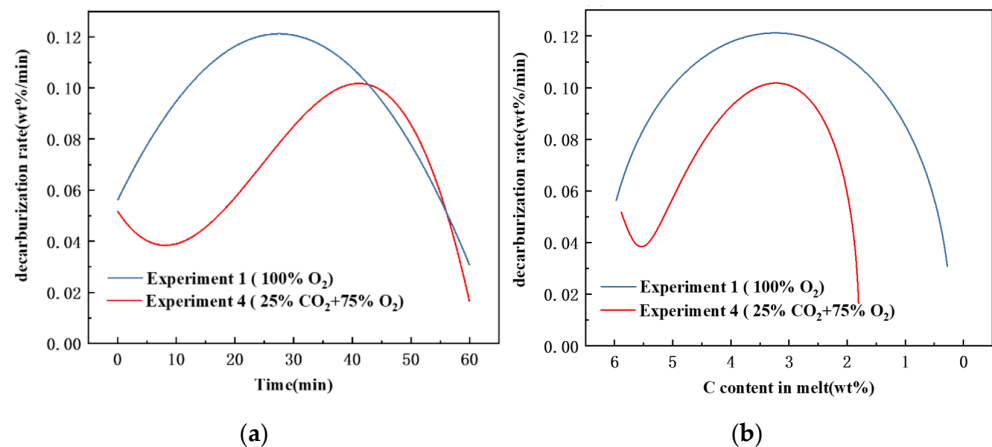 0.12
0.10
0.08
0.06
0.04
0.02
0.00
decarburization rate(wt%/min)
Experiment 1 ( 100% O₂)
Experiment 4 ( 25% CO₂+75% O₂)
0 10 20 30 40 50 60
Time(min)
(a)
0.12
0.10
0.08
0.06
0.04
0.02
0.00
decarburization rate(wt%/min)
Experiment 1 ( 100% O₂)
Experiment 4 ( 25% CO₂+75% O₂)
6 5 4 3 2 1 0
C content in melt(wt%)
(b)